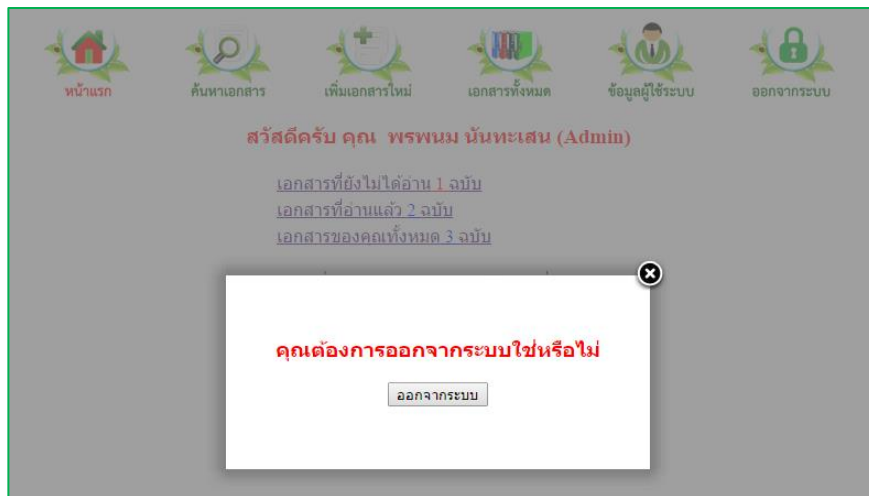 หน้าแรก ค้นหาเอกสาร เพิ่มเอกสารใหม่ เอกสารทั้งหมด ข้อมูลผู้ใช้ระบบ ออกจากระบบ
สวัสดีครับ คุณ พรพนม นันทะเสน (Admin)
เอกสารที่ยังไม่ได้อ่าน 1 ฉบับ
เอกสารที่อ่านแล้ว 2 ฉบับ
เอกสารของคุณทั้งหมด 3 ฉบับ
คุณต้องการออกจากระบบใช่หรือไม่
ออกจากระบบ